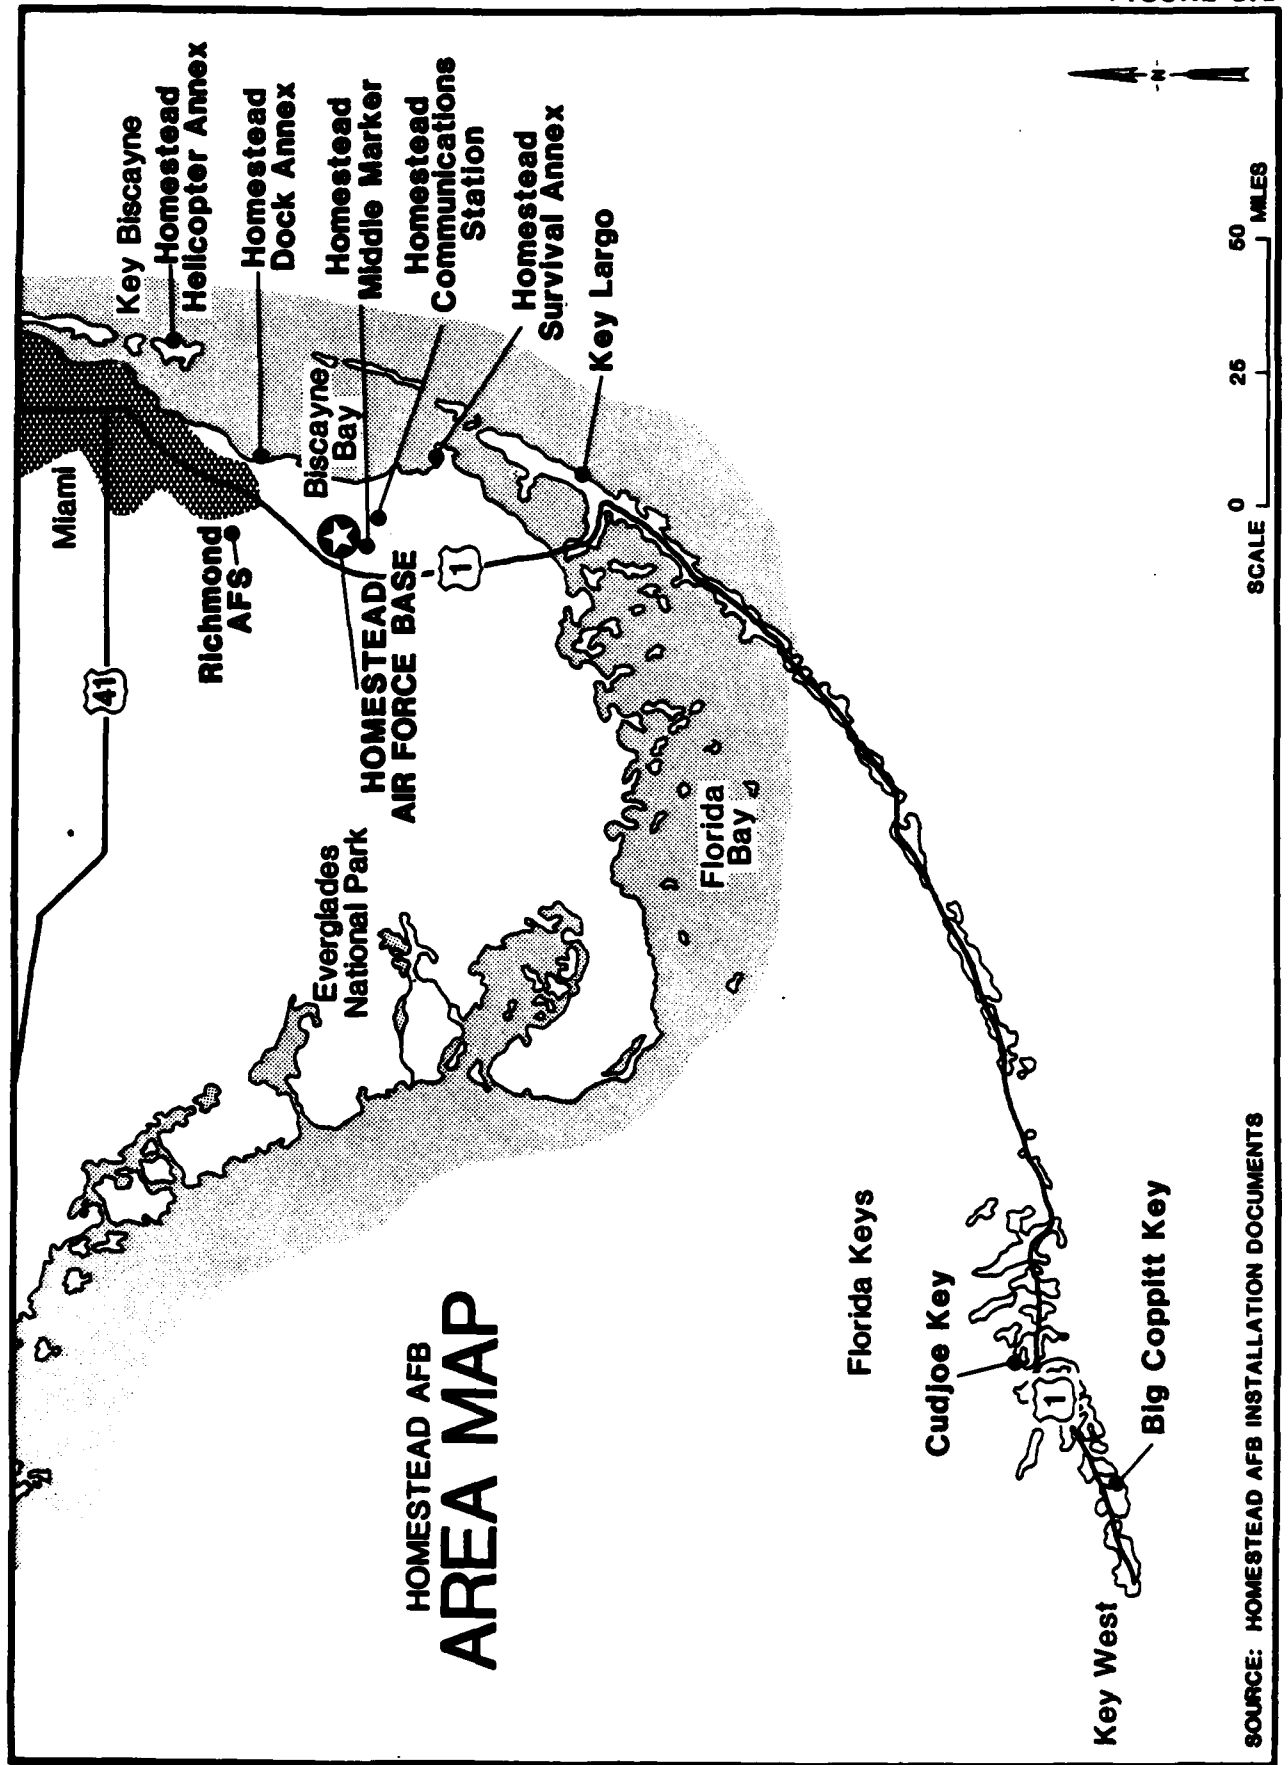 Key Biscayne
Homestead
Helicopter Annex
Homestead
Dock Annex
Homestead
Middle Marker
Homestead
Communications
Station
Homestead
Survival Annex
Key Largo
Miami
Biscayne
Bay
Richmond
AFS
41
HOMESTEAD
AIR FORCE BASE
1
Everglades
National Park
Florida
Bay
HOMESTEAD AFB
AREA MAP
Florida Keys
Cudjoe Key
1
Big Coppitt Key
Key West
N
SCALE
0 25 50 MILES
SOURCE: HOMESTEAD AFB INSTALLATION DOCUMENTS